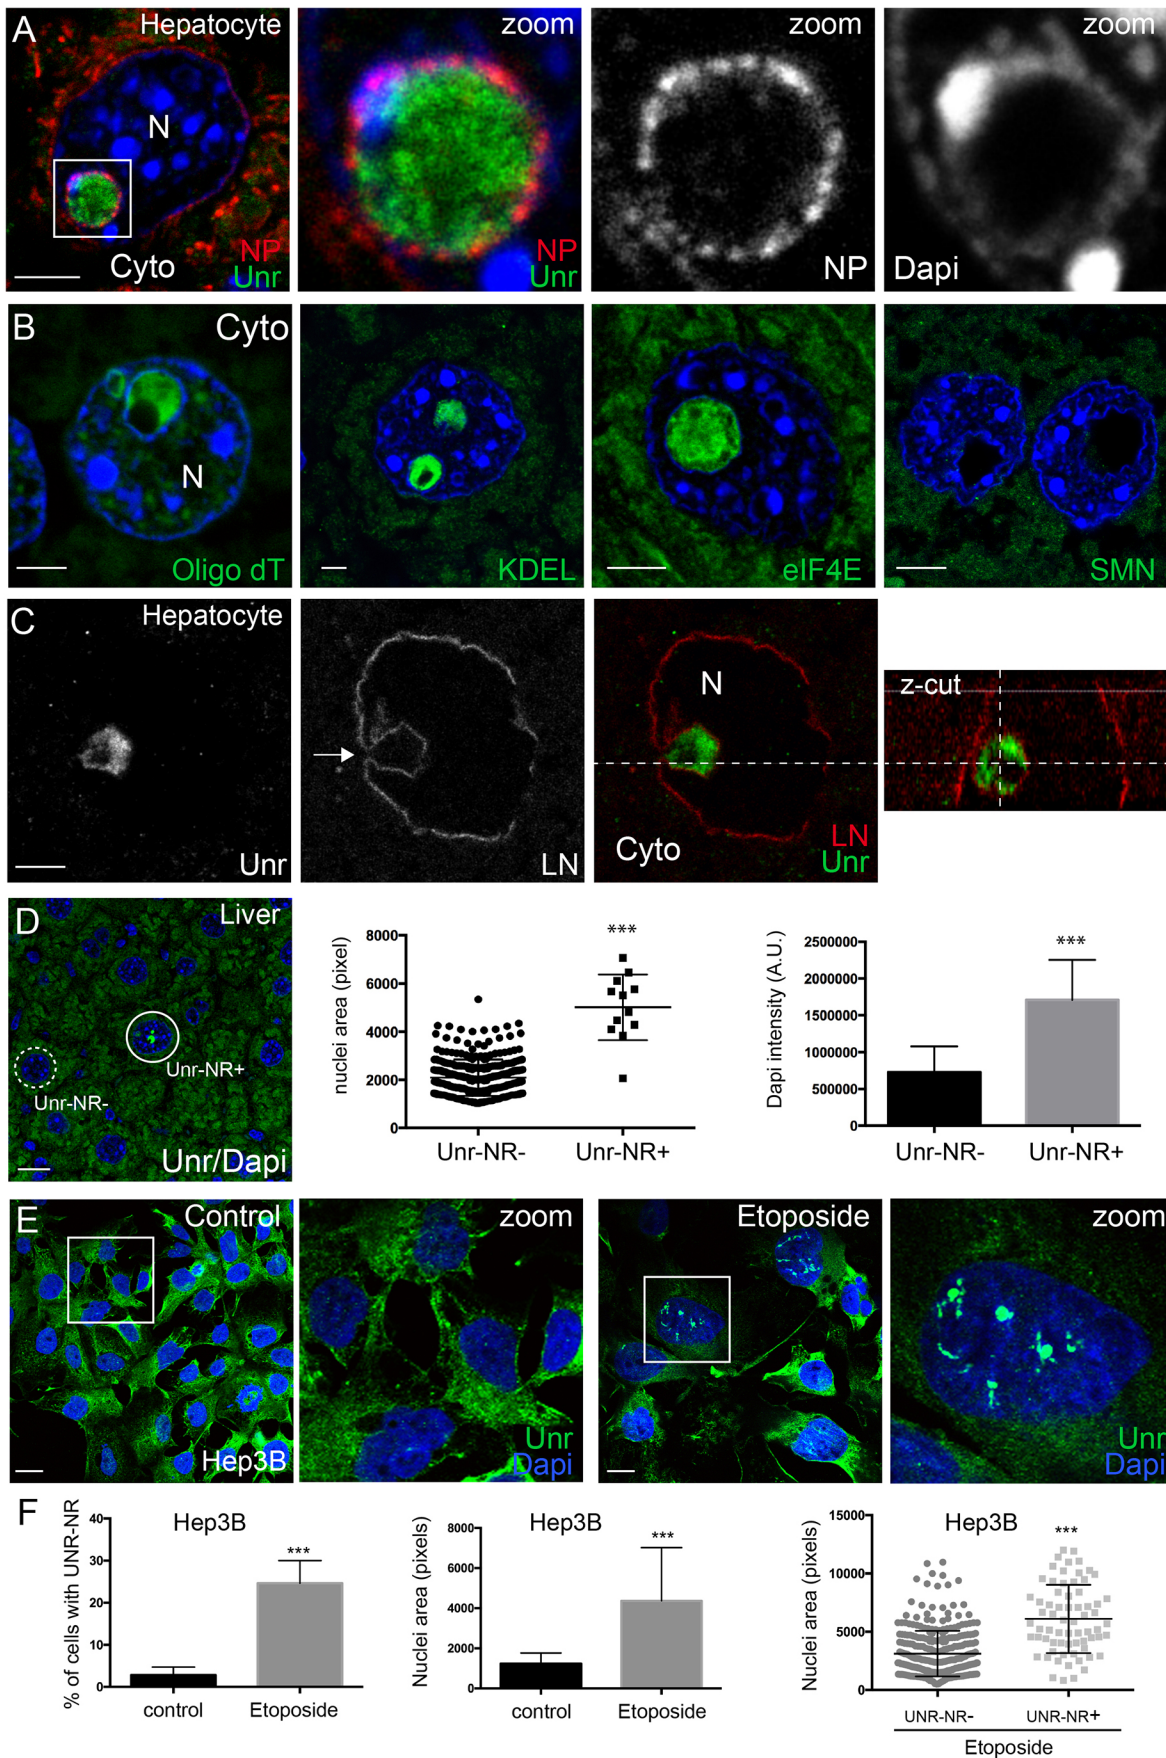 A
Hepatocyte
N
Cyto
NP
Unr
zoom
NP
Unr
zoom
NP
zoom
Dapi
B
Cyto
N
Oligo dT
KDEL
eIF4E
SMN
C
Hepatocyte
Unr
LN
N
Cyto
LN
Unr
z-cut
D
Liver
Unr-NR+
Unr-NR-
Unr/Dapi
nuclei area (pixel)
8000
6000
4000
2000
0
***
Unr-NR-
Unr-NR+
Dapi intensity (A.U.)
2500000
2000000
1500000
1000000
500000
0
***
Unr-NR-
Unr-NR+
E
Control
Hep3B
zoom
Unr
Dapi
Etoposide
zoom
Unr
Dapi
F
Hep3B
% of cells with UNR-NR
40
30
20
10
0
***
control
Etoposide
Hep3B
Nuclei area (pixels)
8000
6000
4000
2000
0
***
control
Etoposide
Hep3B
Nuclei area (pixels)
15000
10000
5000
0
***
UNR-NR-
UNR-NR+
Etoposide